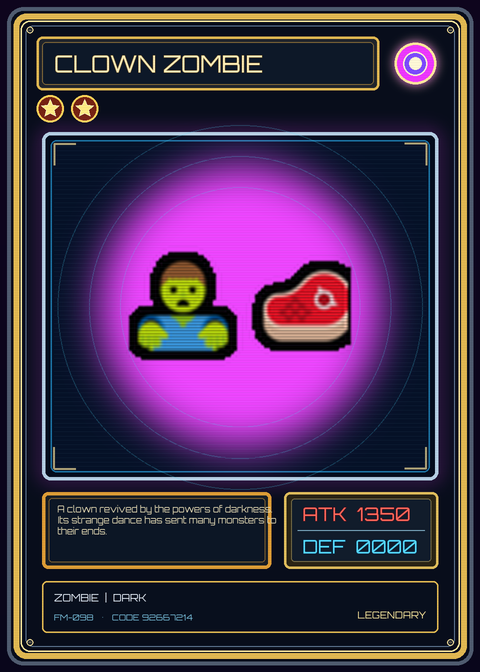 CLOWN ZOMBIE
A clown revived by the powers of darkness.
Its strange dance has sent many monsters to
their ends.
ATK 1350
DEF 0000
ZOMBIE | DARK
FM-098 · CODE 92667214
LEGENDARY